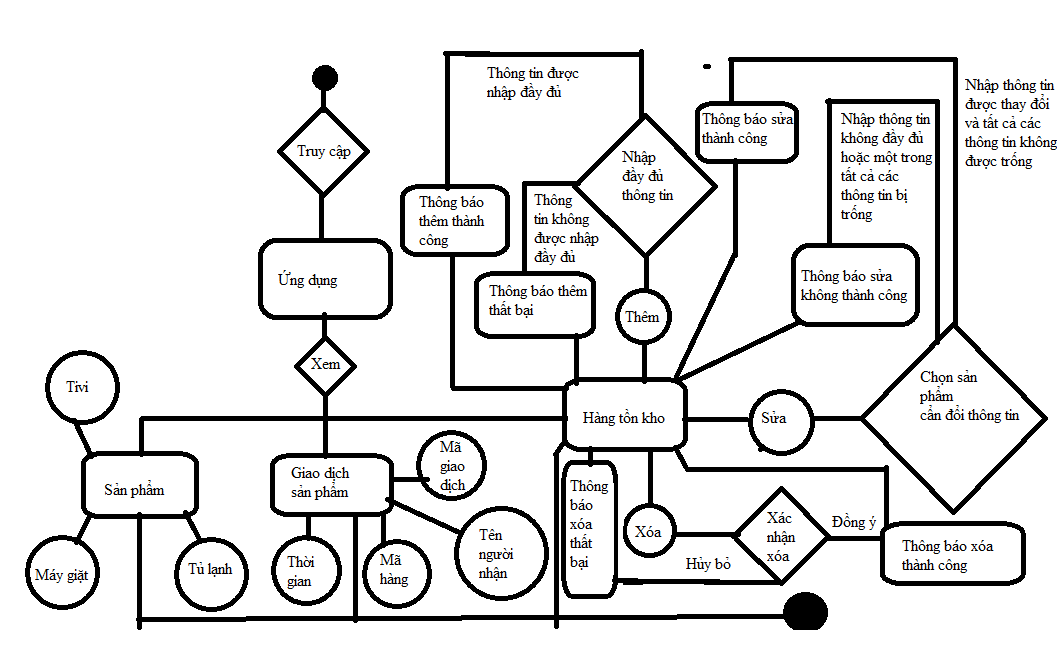 Truy cập
Ứng dụng
Xem
Thông tin được
nhập đầy đủ
Nhập
đầy đủ
thông tin
Thông báo
thêm thành
công
Thông
tin không
được nhập
đầy đủ
Thông báo thêm
thất bại
Thêm
Thông báo sửa
thành công
Nhập thông tin
không đầy đủ
hoặc một trong
tất cả các
thông tin bị
trống
Nhập thông tin
được thay đổi
và tất cả các
thông tin không
được trống
Thông báo sửa
không thành công
Chọn sản
phẩm
cần đổi thông tin
Hàng tồn kho
Sửa
Tivi
Sản phẩm
Máy giặt
Tủ lạnh
Giao dịch
sản phẩm
Mã
giao
dịch
Thời
gian
Mã
hàng
Tên
người
nhận
Thông
báo
xóa
thất
bại
Xóa
Xác
nhận
xóa
Đồng ý
Hủy bỏ
Thông báo xóa
thành công